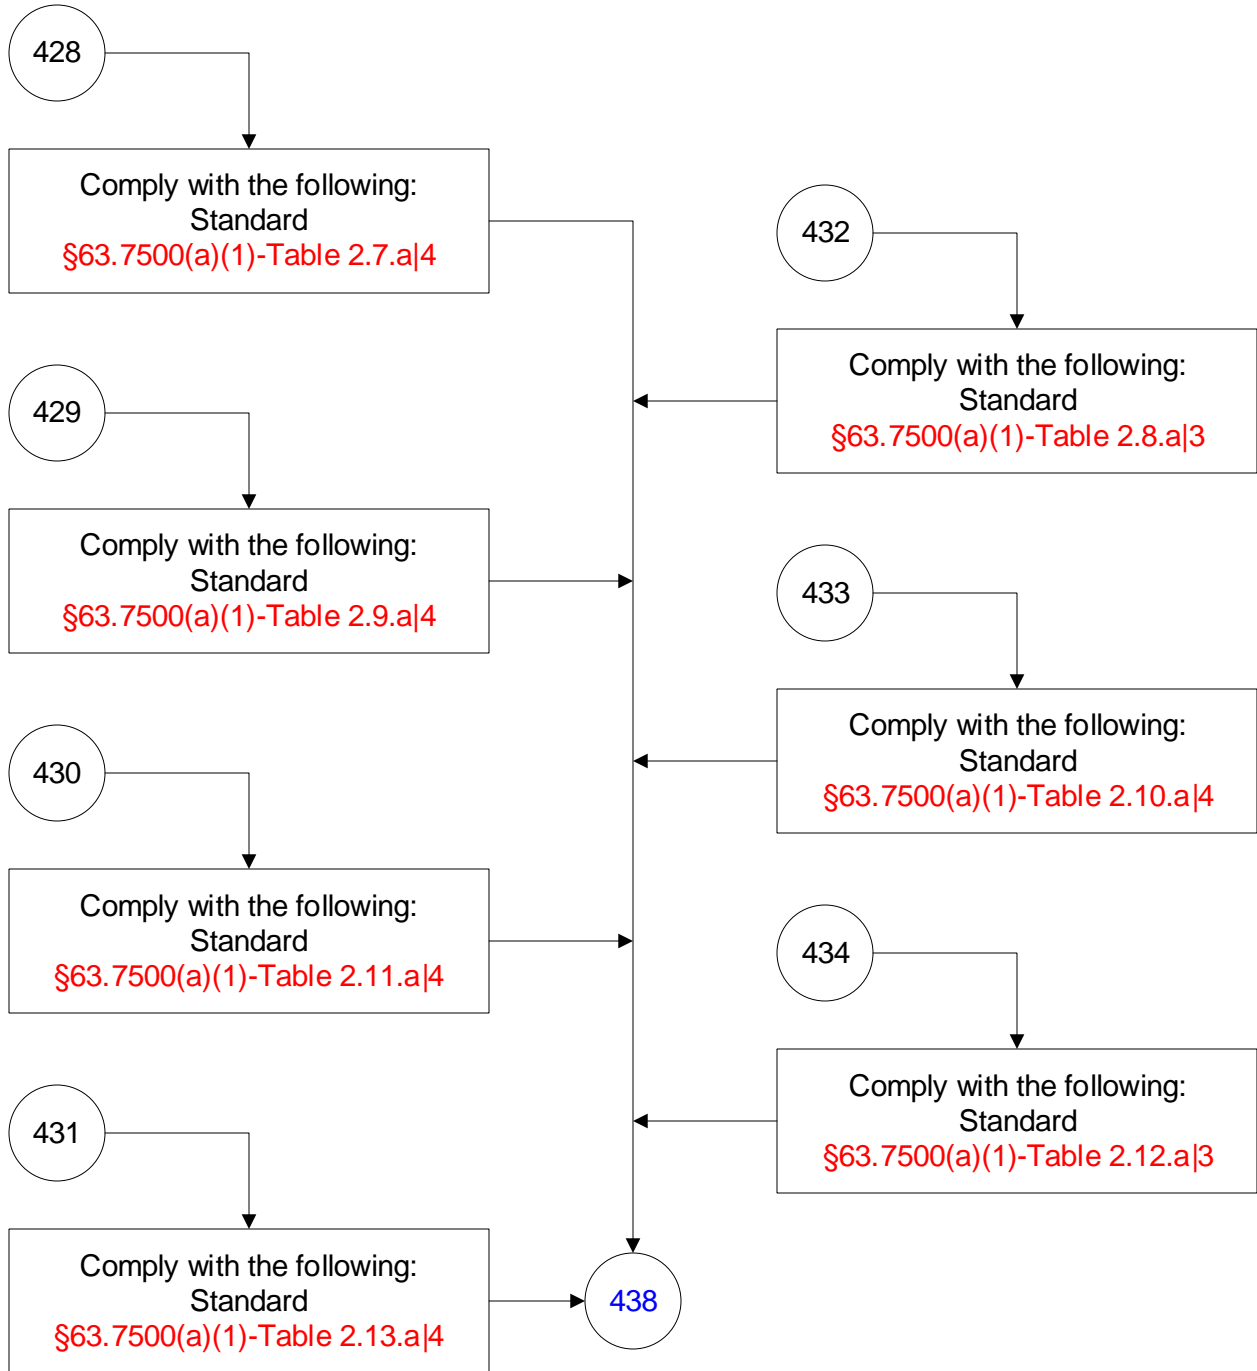 428
Comply with the following:
Standard
§63.7500(a)(1)-Table 2.7.a|4
432
Comply with the following:
Standard
§63.7500(a)(1)-Table 2.8.a|3
429
Comply with the following:
Standard
§63.7500(a)(1)-Table 2.9.a|4
433
Comply with the following:
Standard
§63.7500(a)(1)-Table 2.10.a|4
430
Comply with the following:
Standard
§63.7500(a)(1)-Table 2.11.a|4
434
Comply with the following:
Standard
§63.7500(a)(1)-Table 2.12.a|3
431
Comply with the following:
Standard
§63.7500(a)(1)-Table 2.13.a|4
438